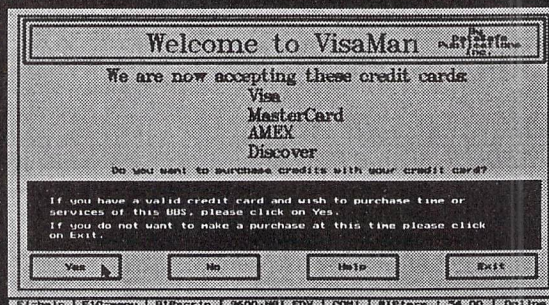 Welcome to VisaMan
By
Publications
Inc.
We are now accepting these credit cards:
Visa
MasterCard
AMEX
Discover
Do you want to purchase credits with your credit card?
If you have a valid credit card and wish to purchase time or
services of this BBS, please click on Yes.
If you do not want to make a purchase at this time please click
on Exit.
Yes
No
Help
Exit